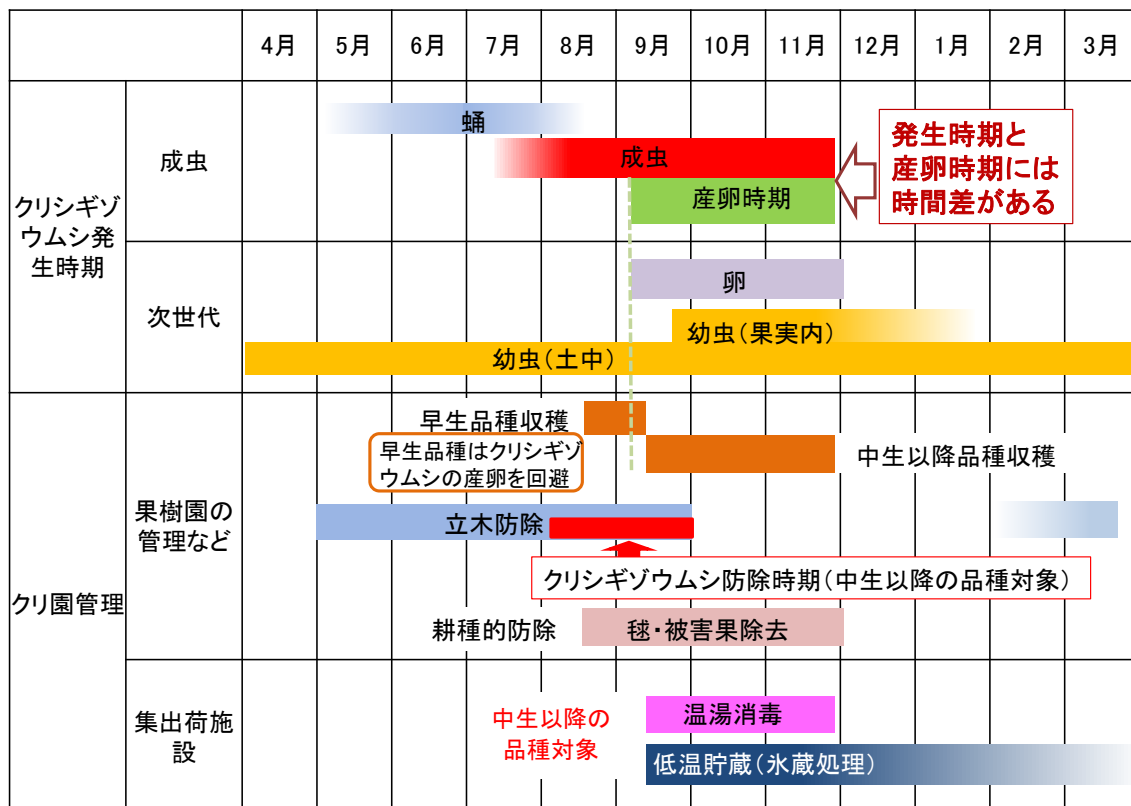 4月 5月 6月 7月 8月 9月 10月 11月 12月 1月 2月 3月
クリシギゾ
ウムシ発
生時期
成虫
蛹
成虫
産卵時期
発生時期と
産卵時期には
時間差がある
次世代
卵
幼虫(果実内)
幼虫(土中)
クリ園管理
果樹園の
管理など
早生品種収穫
早生品種はクリシギゾ
ウムシの産卵を回避
中生以降品種収穫
立木防除
クリシギゾウムシ防除時期(中生以降の品種対象)
耕種的防除
毬・被害果除去
集出荷施
設
中生以降の
品種対象
温湯消毒
低温貯蔵(氷蔵処理)